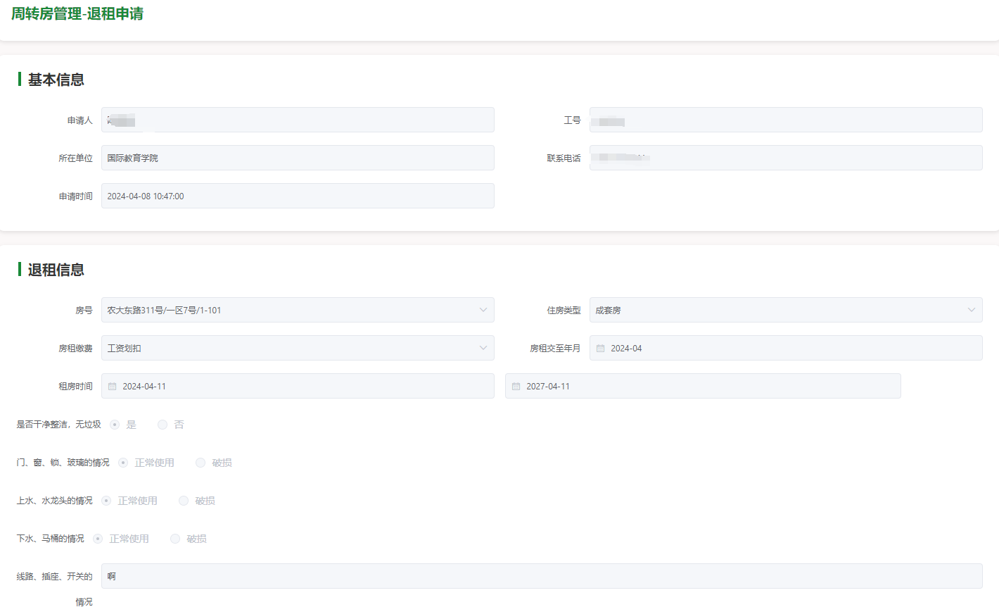 周转房管理-退租申请
基本信息
申请人
工号
所在单位 国际教育学院
联系电话
申请时间 2024-04-08 10:47:00
退租信息
房号 农大东路311号/一区7号/1-101
住房类型 成套房
房租缴费 工资划扣
房租交至年月 2024-04
租房时间 2024-04-11 2027-04-11
是否干净整洁，无垃圾 是 否
门、窗、锁、玻璃的情况 正常使用 破损
上水、水龙头的情况 正常使用 破损
下水、马桶的情况 正常使用 破损
线路、插座、开关的 啊
情况